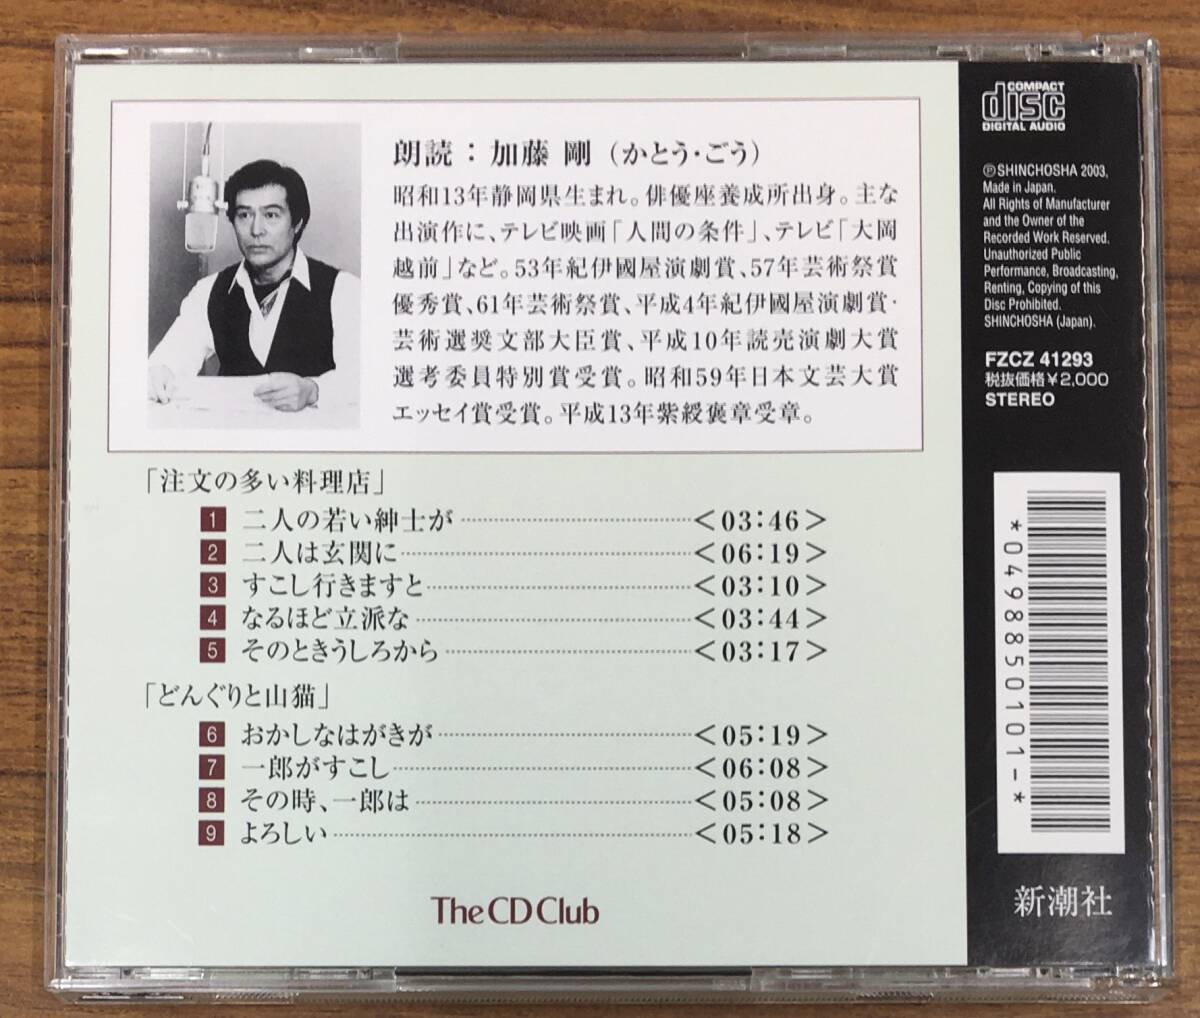 朗読：加藤 剛（かとう・ごう）
昭和13年静岡県生まれ。俳優座養成所出身。主な
出演作に、テレビ映画「人間の条件」、テレビ「大岡
越前」など。53年紀伊國屋演劇賞、57年芸術祭賞
優秀賞、61年芸術祭賞、平成4年紀伊國屋演劇賞・
芸術選奨文部大臣賞、平成10年読売演劇大賞
選考委員特別賞受賞。昭和59年日本文芸大賞
エッセイ賞受賞。平成13年紫綬褒章受章。
「注文の多い料理店」
1 二人の若い紳士が <03:46>
2 二人は玄関に <06:19>
3 すこし行きますと <03:10>
4 なるほど立派な <03:44>
5 そのときうしろから <03:17>
「どんぐりと山猫」
6 おかしなはがきが <05:19>
7 一郎がすこし <06:08>
8 その時、一郎は <05:08>
9 よろしい <05:18>
The CD Club
COMPACT
disc
DIGITAL AUDIO
Ⓟ SHINCHOSHA 2003,
Made in Japan.
All Rights of Manufacturer
and the Owner of the
Recorded Work Reserved.
Unauthorized Public
Performance, Broadcasting,
Renting, Copying of this
Disc Prohibited.
SHINCHOSHA (Japan).
FZCZ 41293
税抜価格¥2,000
STEREO
*0498850101-*
新潮社